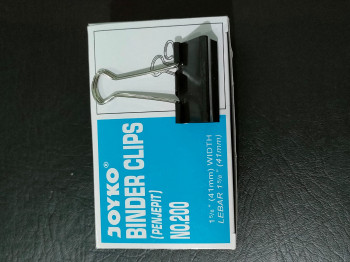 JOYKO®
BINDER CLIPS
(PENJEPIT)
NO.200
1⅝" (41mm) WIDTH
LEBAR 1⅝" (41mm)